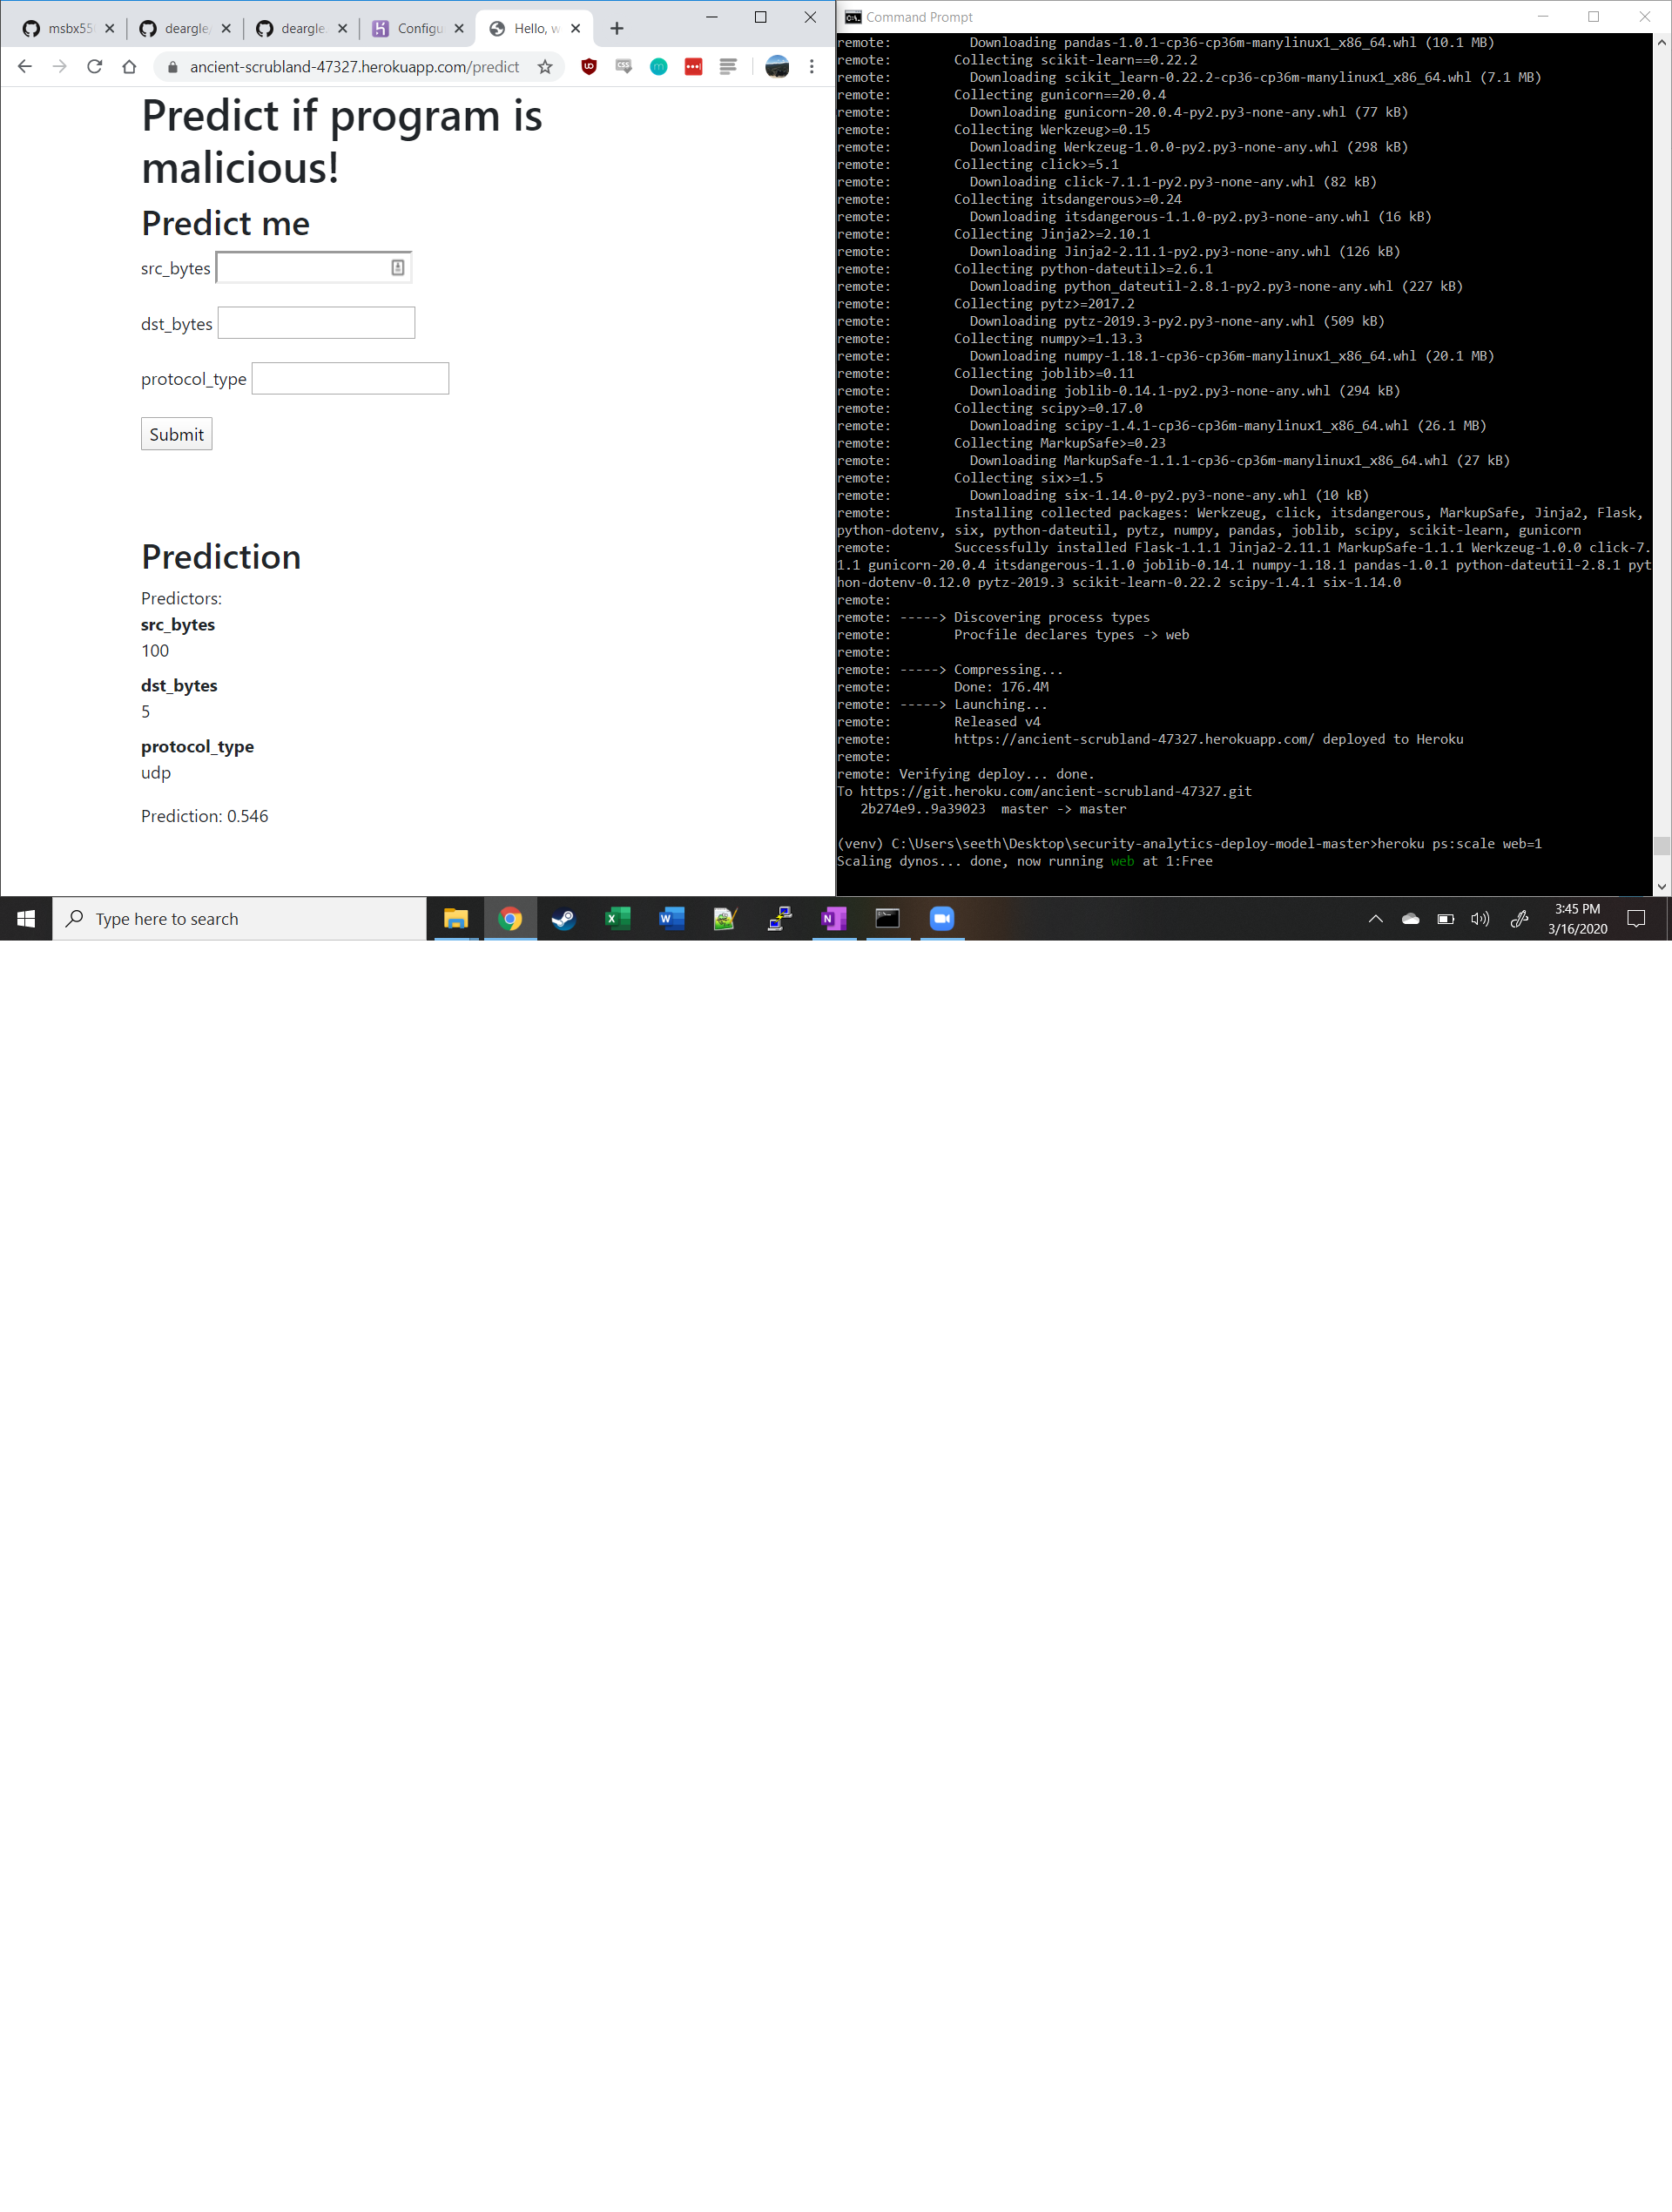 msbx55
deargle/
deargle.
Configu
Hello, w
ancient-scrubland-47327.herokuapp.com/predict
Predict if program is
malicious!
Predict me
src_bytes
dst_bytes
protocol_type
Submit
Prediction
Predictors:
src_bytes
100
dst_bytes
5
protocol_type
udp
Prediction: 0.546
Command Prompt
remote:          Downloading pandas-1.0.1-cp36-cp36m-manylinux1_x86_64.whl (10.1 MB)
remote:        Collecting scikit-learn==0.22.2
remote:          Downloading scikit_learn-0.22.2-cp36-cp36m-manylinux1_x86_64.whl (7.1 MB)
remote:        Collecting gunicorn==20.0.4
remote:          Downloading gunicorn-20.0.4-py2.py3-none-any.whl (77 kB)
remote:        Collecting Werkzeug>=0.15
remote:          Downloading Werkzeug-1.0.0-py2.py3-none-any.whl (298 kB)
remote:        Collecting click>=5.1
remote:          Downloading click-7.1.1-py2.py3-none-any.whl (82 kB)
remote:        Collecting itsdangerous>=0.24
remote:          Downloading itsdangerous-1.1.0-py2.py3-none-any.whl (16 kB)
remote:        Collecting Jinja2>=2.10.1
remote:          Downloading Jinja2-2.11.1-py2.py3-none-any.whl (126 kB)
remote:        Collecting python-dateutil>=2.6.1
remote:          Downloading python_dateutil-2.8.1-py2.py3-none-any.whl (227 kB)
remote:        Collecting pytz>=2017.2
remote:          Downloading pytz-2019.3-py2.py3-none-any.whl (509 kB)
remote:        Collecting numpy>=1.13.3
remote:          Downloading numpy-1.18.1-cp36-cp36m-manylinux1_x86_64.whl (20.1 MB)
remote:        Collecting joblib>=0.11
remote:          Downloading joblib-0.14.1-py2.py3-none-any.whl (294 kB)
remote:        Collecting scipy>=0.17.0
remote:          Downloading scipy-1.4.1-cp36-cp36m-manylinux1_x86_64.whl (26.1 MB)
remote:        Collecting MarkupSafe>=0.23
remote:          Downloading MarkupSafe-1.1.1-cp36-cp36m-manylinux1_x86_64.whl (27 kB)
remote:        Collecting six>=1.5
remote:          Downloading six-1.14.0-py2.py3-none-any.whl (10 kB)
remote:        Installing collected packages: Werkzeug, click, itsdangerous, MarkupSafe, Jinja2, Flask,
python-dotenv, six, python-dateutil, pytz, numpy, pandas, joblib, scipy, scikit-learn, gunicorn
remote:        Successfully installed Flask-1.1.1 Jinja2-2.11.1 MarkupSafe-1.1.1 Werkzeug-1.0.0 click-7.
1.1 gunicorn-20.0.4 itsdangerous-1.1.0 joblib-0.14.1 numpy-1.18.1 pandas-1.0.1 python-dateutil-2.8.1 pyt
hon-dotenv-0.12.0 pytz-2019.3 scikit-learn-0.22.2 scipy-1.4.1 six-1.14.0
remote:
remote: -----> Discovering process types
remote:        Procfile declares types -> web
remote:
remote: -----> Compressing...
remote:        Done: 176.4M
remote: -----> Launching...
remote:        Released v4
remote:        https://ancient-scrubland-47327.herokuapp.com/ deployed to Heroku
remote:
remote: Verifying deploy... done.
To https://git.heroku.com/ancient-scrubland-47327.git
   2b274e9..9a39023  master -> master
(venv) C:\Users\seeth\Desktop\security-analytics-deploy-model-master>heroku ps:scale web=1
Scaling dynos... done, now running web at 1:Free
Type here to search
3:45 PM
3/16/2020